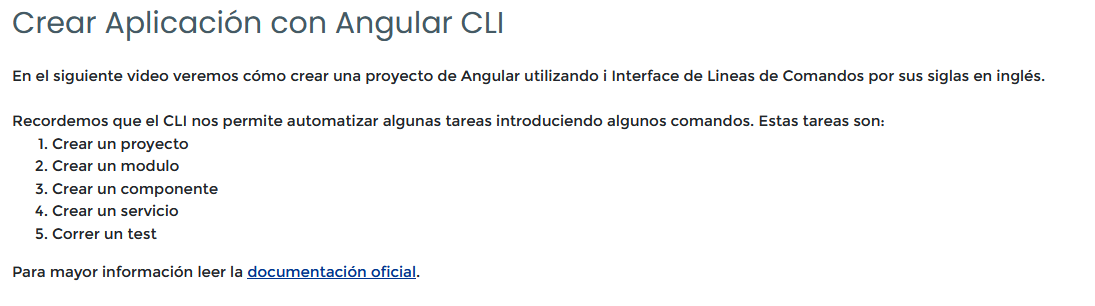 Crear Aplicación con Angular CLI
En el siguiente video veremos cómo crear una proyecto de Angular utilizando i Interface de Lineas de Comandos por sus siglas en inglés.
Recordemos que el CLI nos permite automatizar algunas tareas introduciendo algunos comandos. Estas tareas son:
1. Crear un proyecto
2. Crear un modulo
3. Crear un componente
4. Crear un servicio
5. Correr un test
Para mayor información leer la documentación oficial.